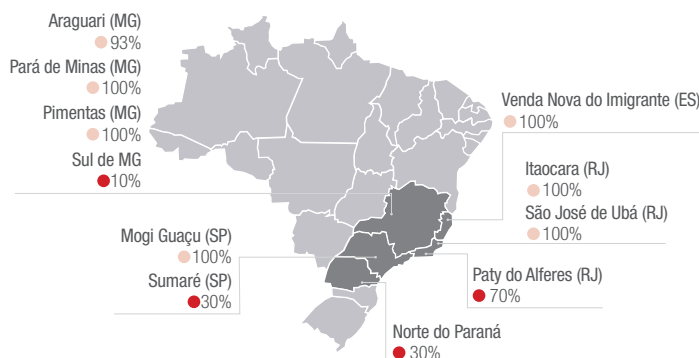 Araguari (MG)
93%
Pará de Minas (MG)
100%
Pimentas (MG)
100%
Sul de MG
10%
Venda Nova do Imigrante (ES)
100%
Itaocara (RJ)
100%
São José de Ubá (RJ)
100%
Mogi Guaçu (SP)
100%
Sumaré (SP)
30%
Paty do Alferes (RJ)
70%
Norte do Paraná
30%